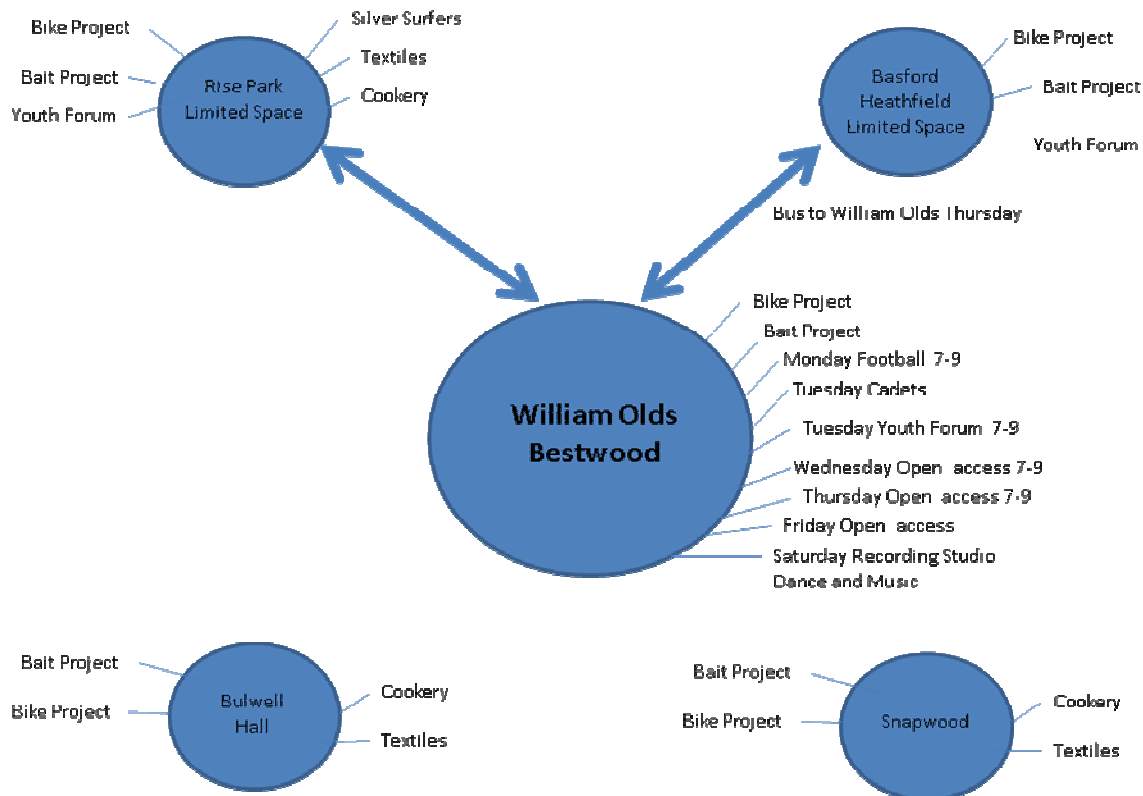 Bike Project
Bait Project
Youth Forum
Rise Park
Limited Space
Silver Surfers
Textiles
Cookery
Basford
Heathfield
Limited Space
Bike Project
Bait Project
Youth Forum
Bus to William Olds Thursday
William Olds
Bestwood
Bike Project
Bait Project
Monday Football 7-9
Tuesday Cadets
Tuesday Youth Forum 7-9
Wednesday Open access 7-9
Thursday Open access 7-9
Friday Open access
Saturday Recording Studio
Dance and Music
Bait Project
Bike Project
Bulwell
Hall
Cookery
Textiles
Bait Project
Bike Project
Snapwood
Cookery
Textiles